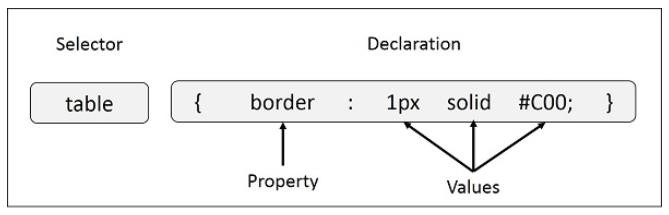 Selector Declaration
table { border : 1px solid #C00; }
Property Values